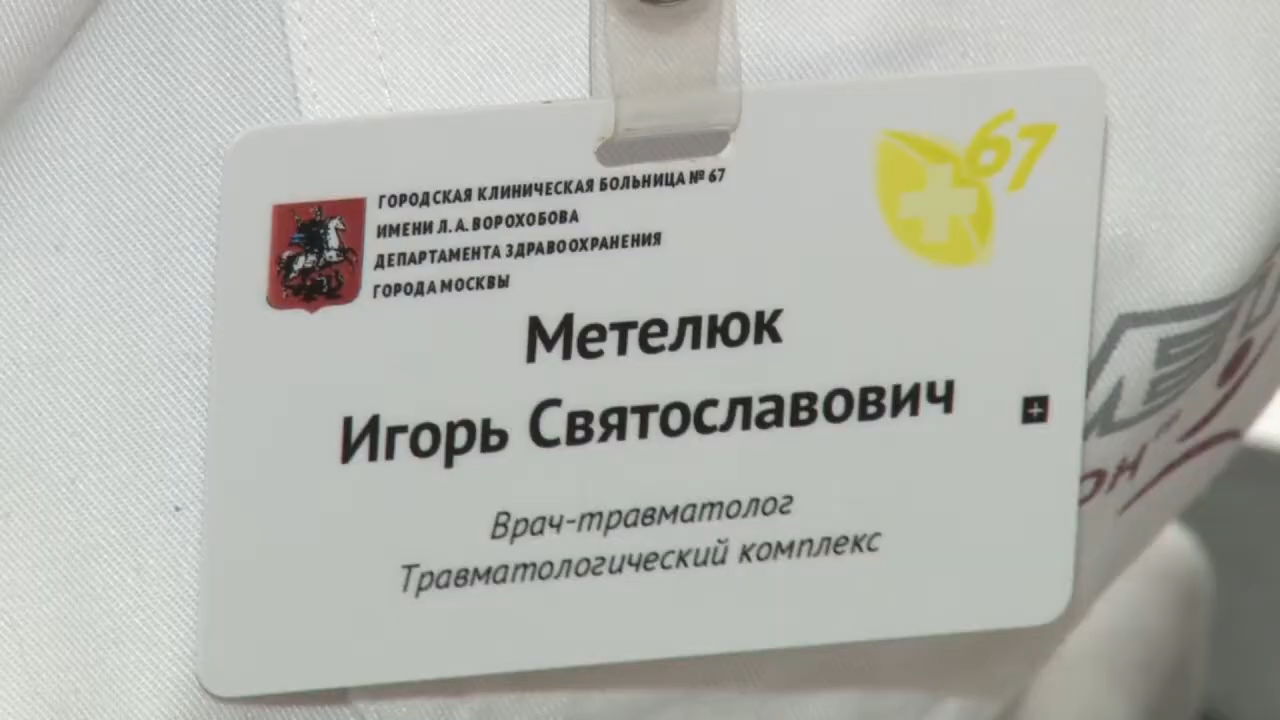 ГОРОДСКАЯ КЛИНИЧЕСКАЯ БОЛЬНИЦА № 67
ИМЕНИ Л. А. ВОРОХОБОВА
ДЕПАРТАМЕНТА ЗДРАВООХРАНЕНИЯ
ГОРОДА МОСКВЫ
67
Метелюк
Игорь Святославович
Врач-травматолог
Травматологический комплекс